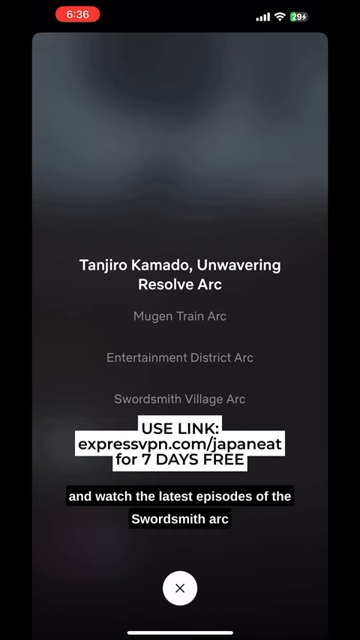 6:36
29
Tanjiro Kamado, Unwavering
Resolve Arc
Mugen Train Arc
Entertainment District Arc
Swordsmith Village Arc
USE LINK:
expressvpn.com/japaneat
for 7 DAYS FREE
and watch the latest episodes of the
Swordsmith arc